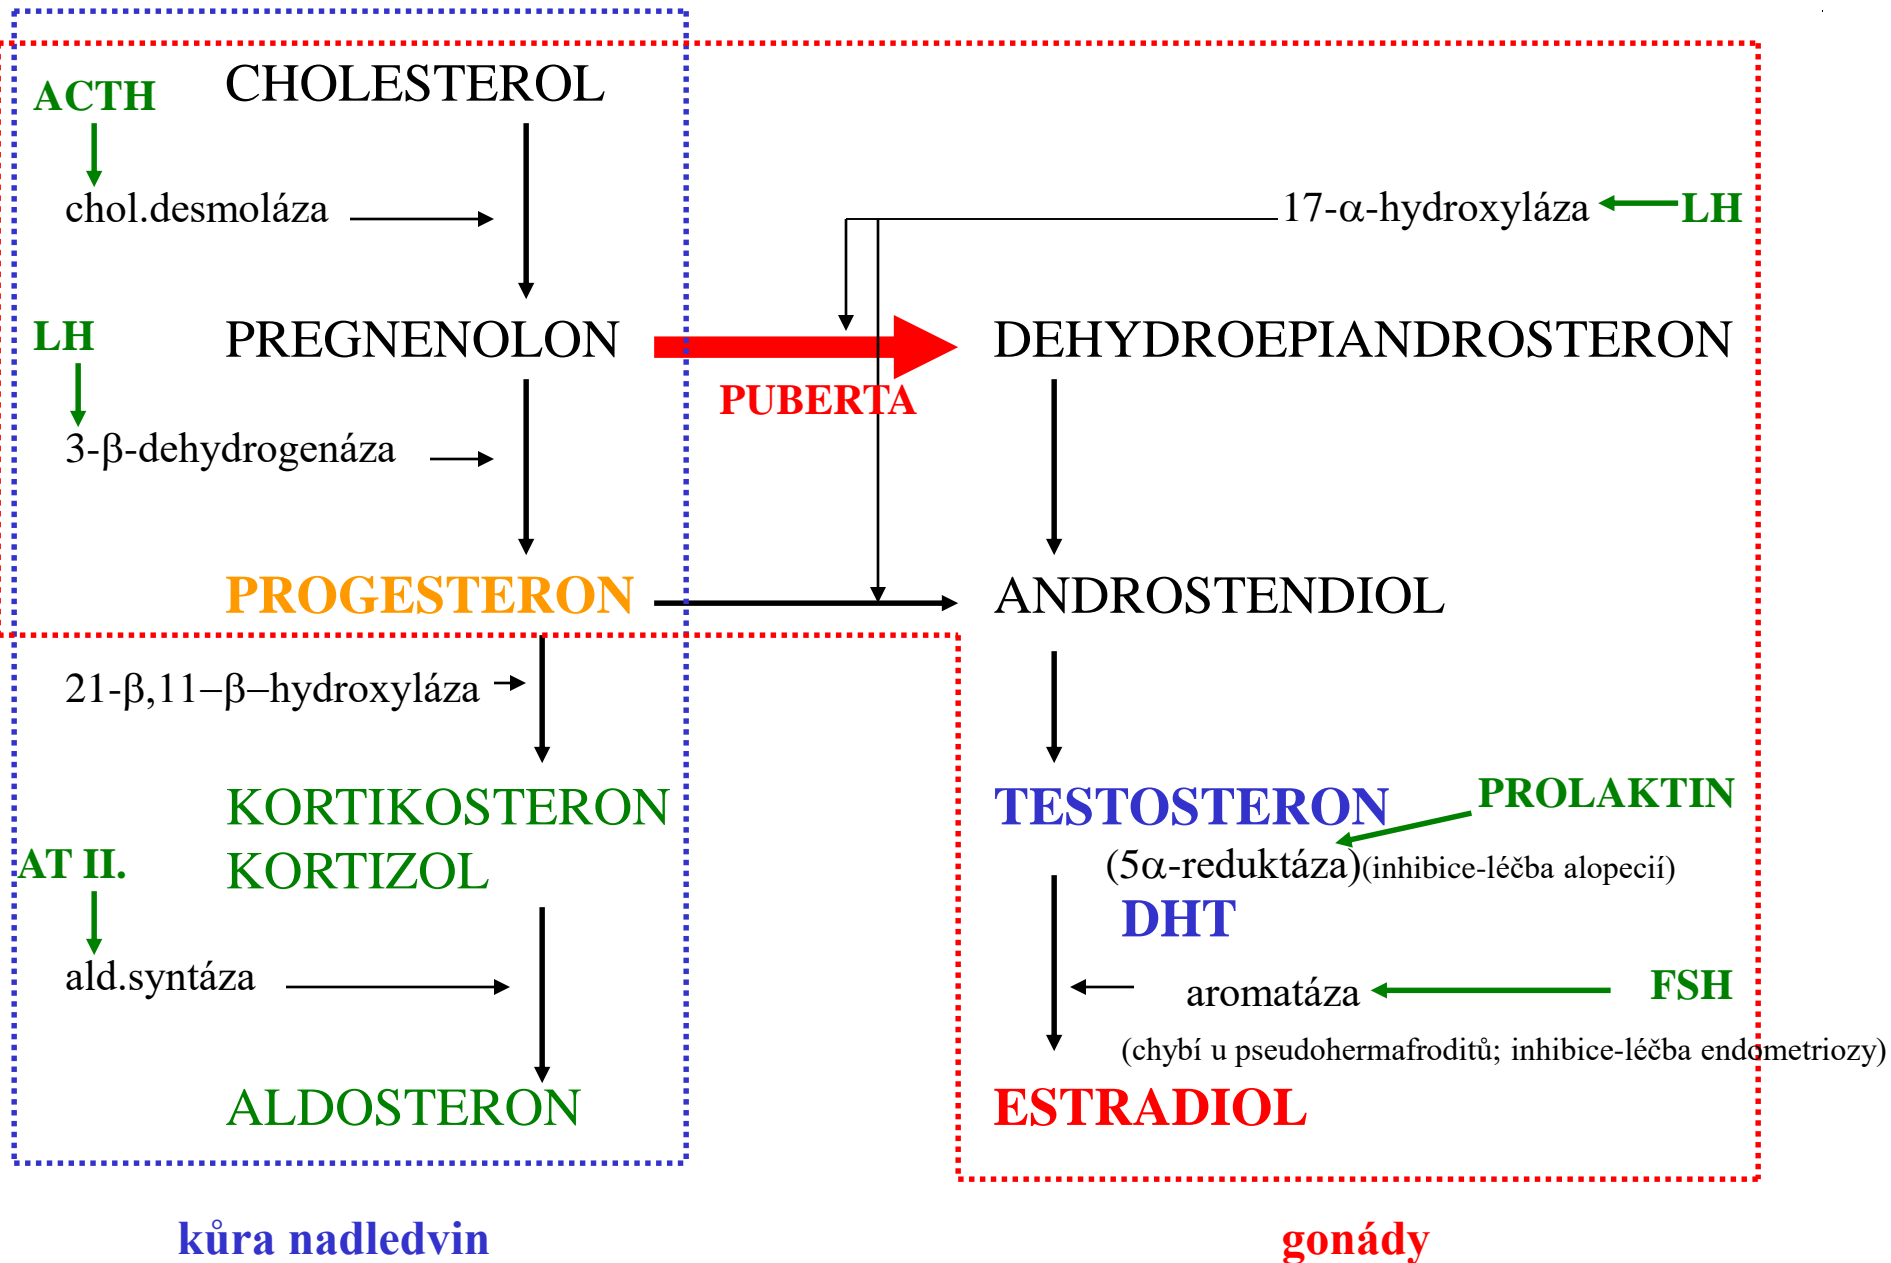 ACTH
CHOLESTEROL
chol.desmoláza
17-α-hydroxyláza
LH
LH
PREGNENOLON
DEHYDROEPIANDROSTERON
PUBERTA
3-β-dehydrogenáza
PROGESTERON
ANDROSTENDIOL
21-β,11–β–hydroxyláza
KORTIKOSTERON
TESTOSTERON
PROLAKTIN
AT II.
KORTIZOL
(5α-reduktáza)(inhibice-léčba alopecií)
DHT
ald.syntáza
aromatáza
FSH
(chybí u pseudohermafroditů; inhibice-léčba endometriozy)
ALDOSTERON
ESTRADIOL
kůra nadledvin
gonády